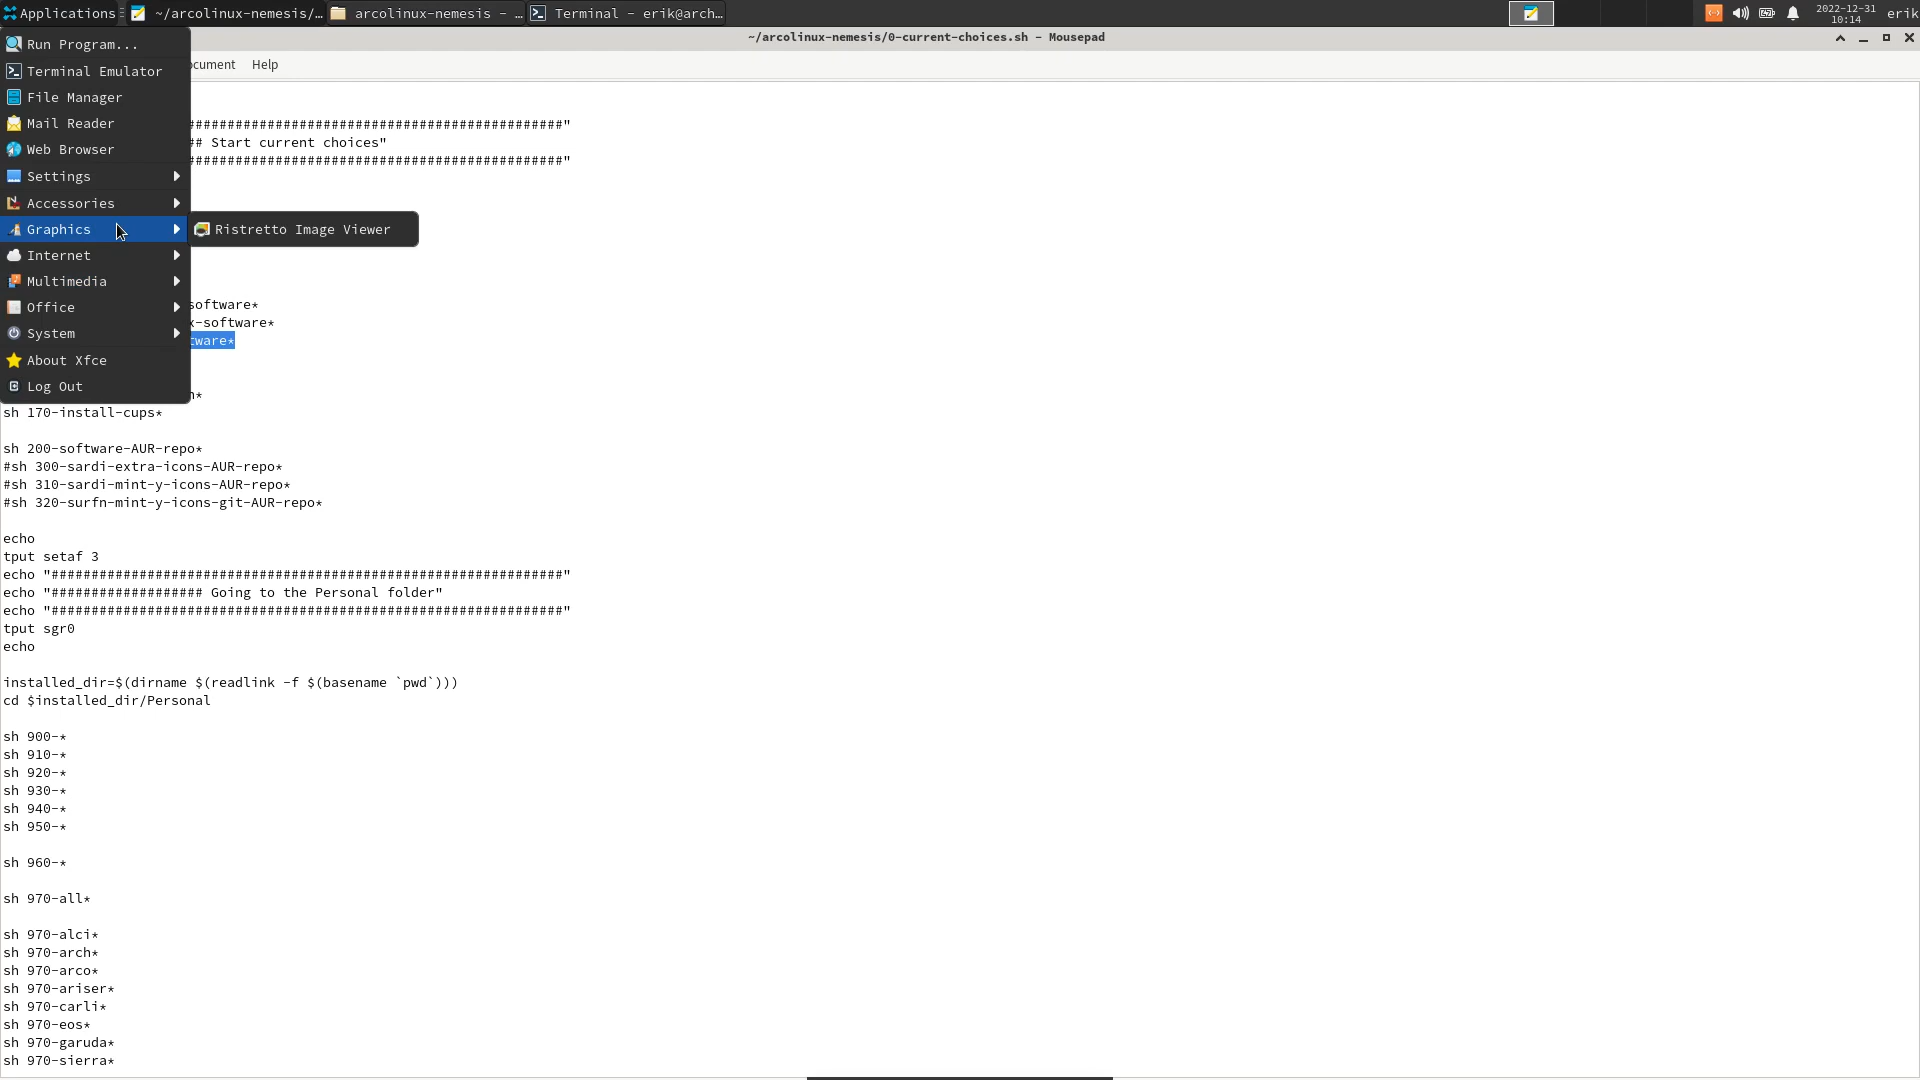 Applications
~/arcolinux-nemesis/...
arcolinux-nemesis - ...
Terminal - erik@arch...
2022-12-31
10:14
erik
~/arcolinux-nemesis/0-current-choices.sh - Mousepad
Help
Run Program...
Terminal Emulator
File Manager
Mail Reader
Web Browser
Settings
Accessories
Graphics
Ristretto Image Viewer
Internet
Multimedia
Office
System
About Xfce
Log Out
################################################"
## Start current choices"
################################################"
software*
x-software*
tware*
sh 170-install-cups*
sh 200-software-AUR-repo*
#sh 300-sardi-extra-icons-AUR-repo*
#sh 310-sardi-mint-y-icons-AUR-repo*
#sh 320-surfn-mint-y-icons-git-AUR-repo*
echo
tput setaf 3
echo "################################################################"
echo "################### Going to the Personal folder"
echo "################################################################"
tput sgr0
echo
installed_dir=$(dirname $(readlink -f $(basename `pwd`)))
cd $installed_dir/Personal
sh 900-*
sh 910-*
sh 920-*
sh 930-*
sh 940-*
sh 950-*
sh 960-*
sh 970-all*
sh 970-alci*
sh 970-arch*
sh 970-arco*
sh 970-ariser*
sh 970-carli*
sh 970-eos*
sh 970-garuda*
sh 970-sierra*